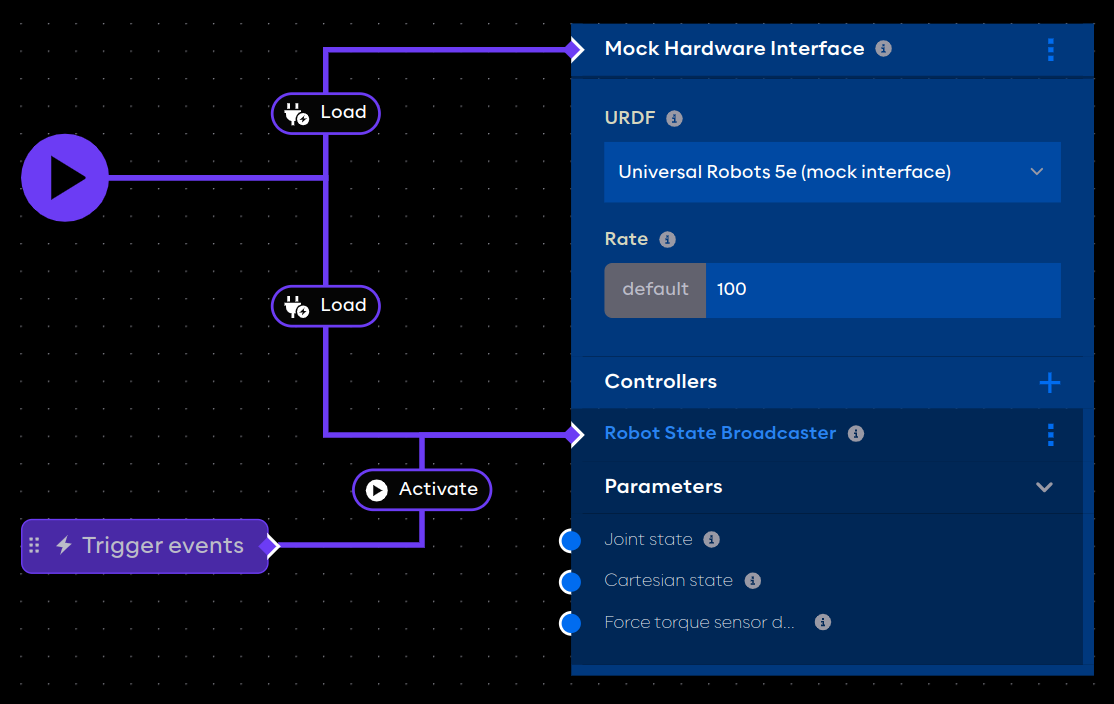 Mock Hardware Interface
Load
URDF
Universal Robots 5e (mock interface)
Rate
default 100
Load
Controllers
Robot State Broadcaster
Activate
Parameters
Trigger events
Joint state
Cartesian state
Force torque sensor d...